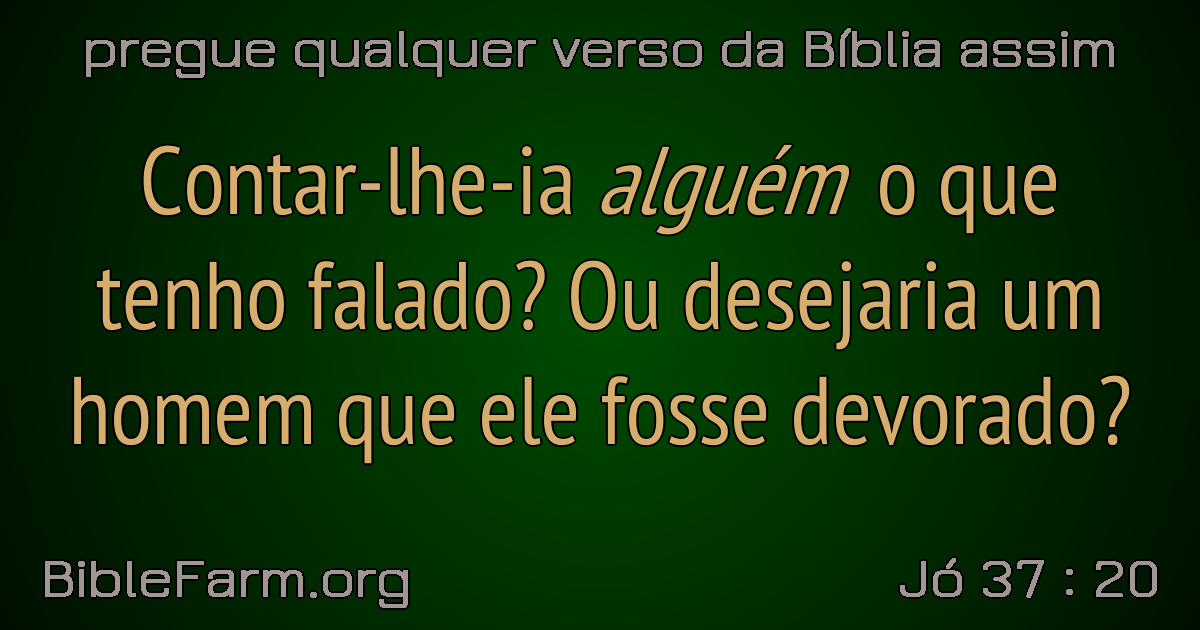 pregue qualquer verso da Bíblia assim
Contar-lhe-ia alguém o que
tenho falado? Ou desejaria um
homem que ele fosse devorado?
BibleFarm.org
Jó 37 : 20